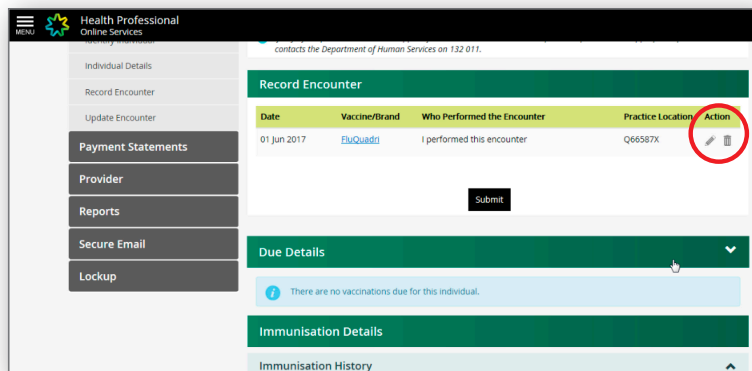 MENU
Health Professional
Online Services
Identify Individual
Individual Details
Record Encounter
Update Encounter
Payment Statements
Provider
Reports
Secure Email
Lockup
contacts the Department of Human Services on 132 011.
Record Encounter
Date Vaccine/Brand Who Performed the Encounter Practice Location Action
01 Jun 2017 FluQuadri I performed this encounter Q66587X
Submit
Due Details
There are no vaccinations due for this individual.
Immunisation Details
Immunisation History